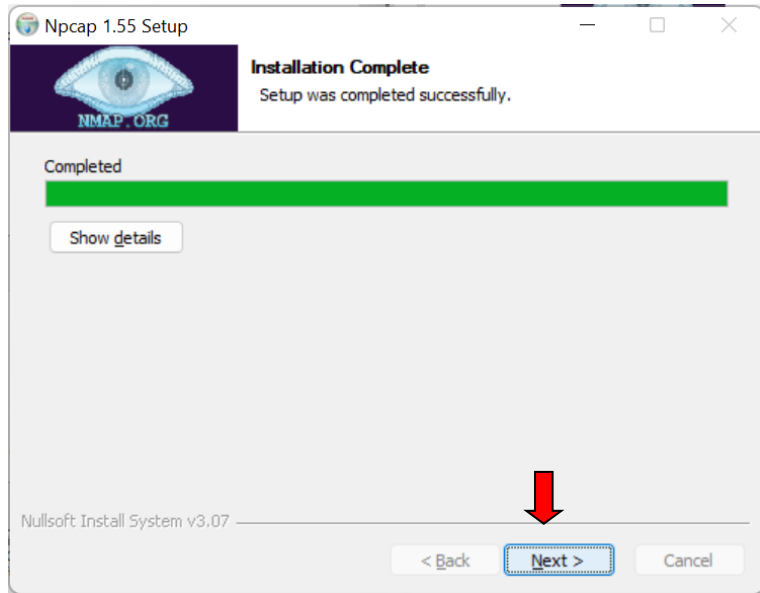 Npcap 1.55 Setup
Installation Complete
Setup was completed successfully.
NMAP.ORG
Completed
Show details
Nullsoft Install System v3.07
< Back
Next >
Cancel